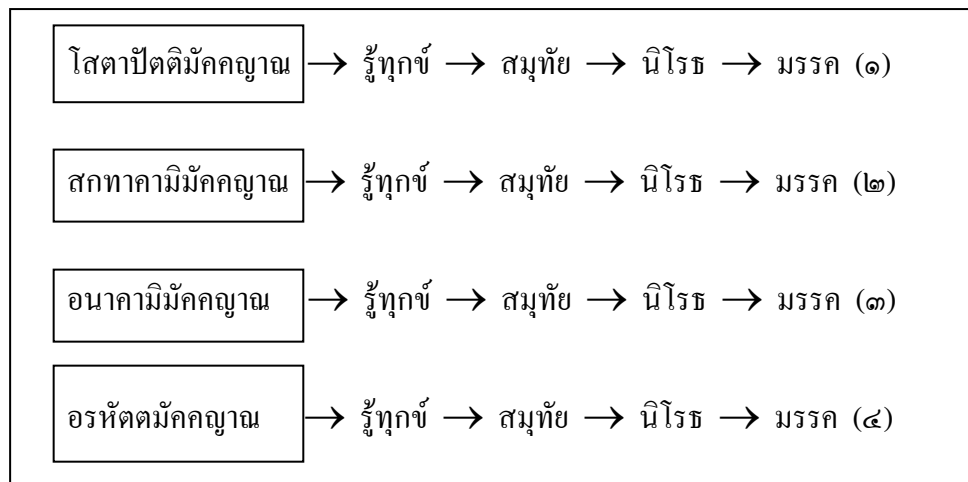 โสตาปัตติมัคคญาณ → รู้ทุกข์ → สมุทัย → นิโรธ → มรรค (๑)
สกทาคามิมัคคญาณ → รู้ทุกข์ → สมุทัย → นิโรธ → มรรค (๒)
อนาคามิมัคคญาณ → รู้ทุกข์ → สมุทัย → นิโรธ → มรรค (๓)
อรหัตตมัคคญาณ → รู้ทุกข์ → สมุทัย → นิโรธ → มรรค (๔)